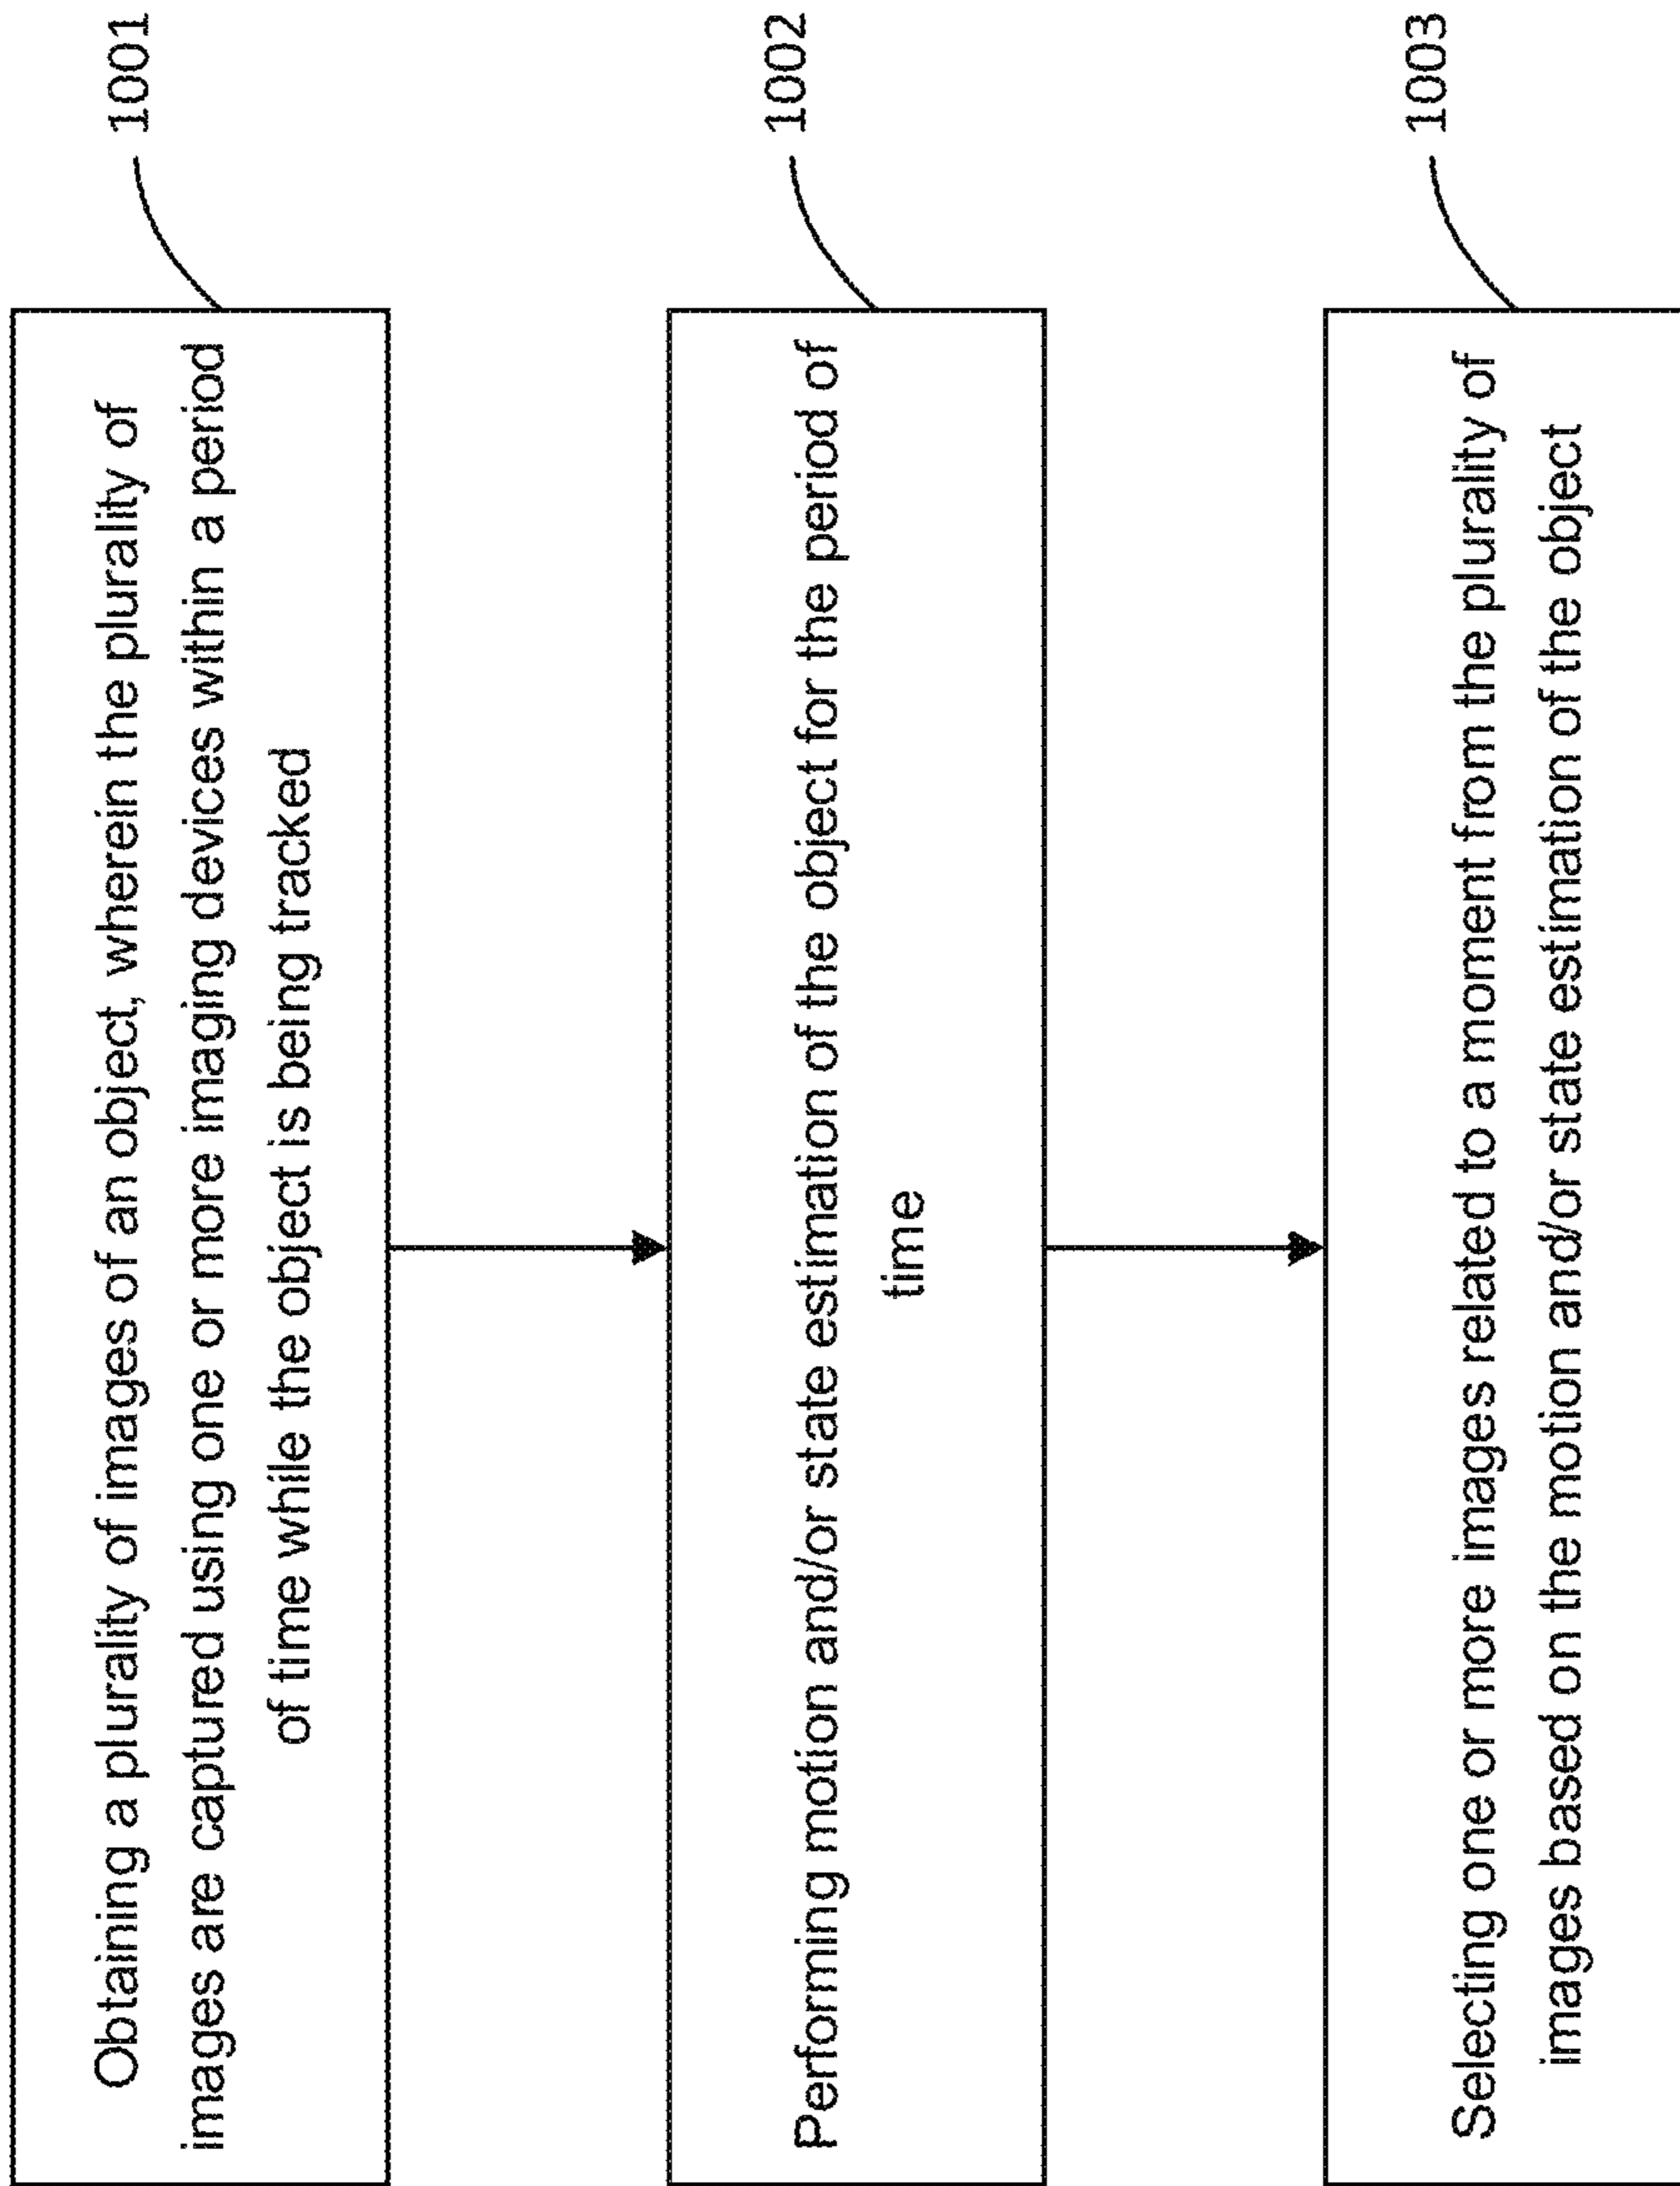 Obtaining a plurality of images of an object, wherein the plurality of
images are captured using one or more imaging devices within a period
of time while the object is being tracked
1001
Performing motion and/or state estimation of the object for the period of
time
1002
Selecting one or more images related to a moment from the plurality of
images based on the motion and/or state estimation of the object
1003